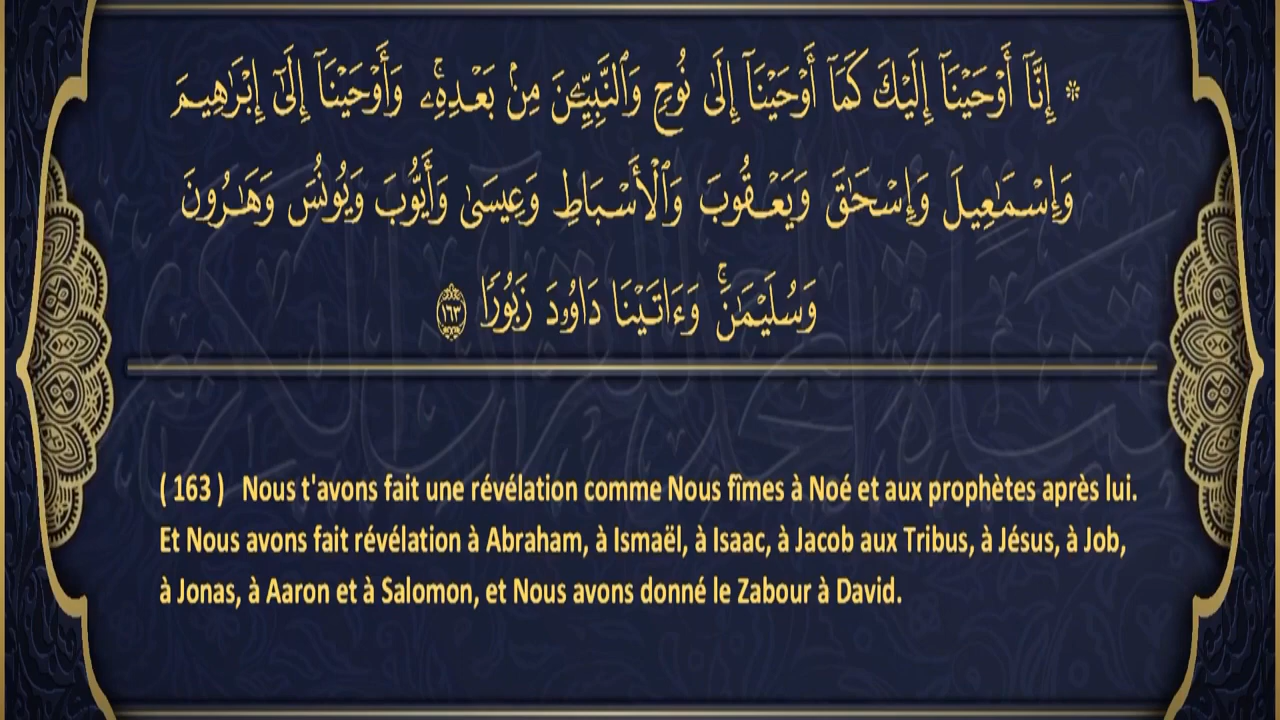 * إِنَّآ أَوْحَيْنَآ إِلَيْكَ كَمَآ أَوْحَيْنَآ إِلَىٰ نُوحٍ وَٱلنَّبِيِّـۧنَ مِنۢ بَعْدِهِۦۚ وَأَوْحَيْنَآ إِلَىٰٓ إِبْرَٰهِيمَ
وَإِسْمَٰعِيلَ وَإِسْحَٰقَ وَيَعْقُوبَ وَٱلْأَسْبَاطِ وَعِيسَىٰ وَأَيُّوبَ وَيُونُسَ وَهَٰرُونَ
وَسُلَيْمَٰنَۚ وَءَاتَيْنَا دَاوُۥدَ زَبُورًا ١٦٣
( 163 ) Nous t'avons fait une révélation comme Nous fîmes à Noé et aux prophètes après lui.
Et Nous avons fait révélation à Abraham, à Ismaël, à Isaac, à Jacob aux Tribus, à Jésus, à Job,
à Jonas, à Aaron et à Salomon, et Nous avons donné le Zabour à David.